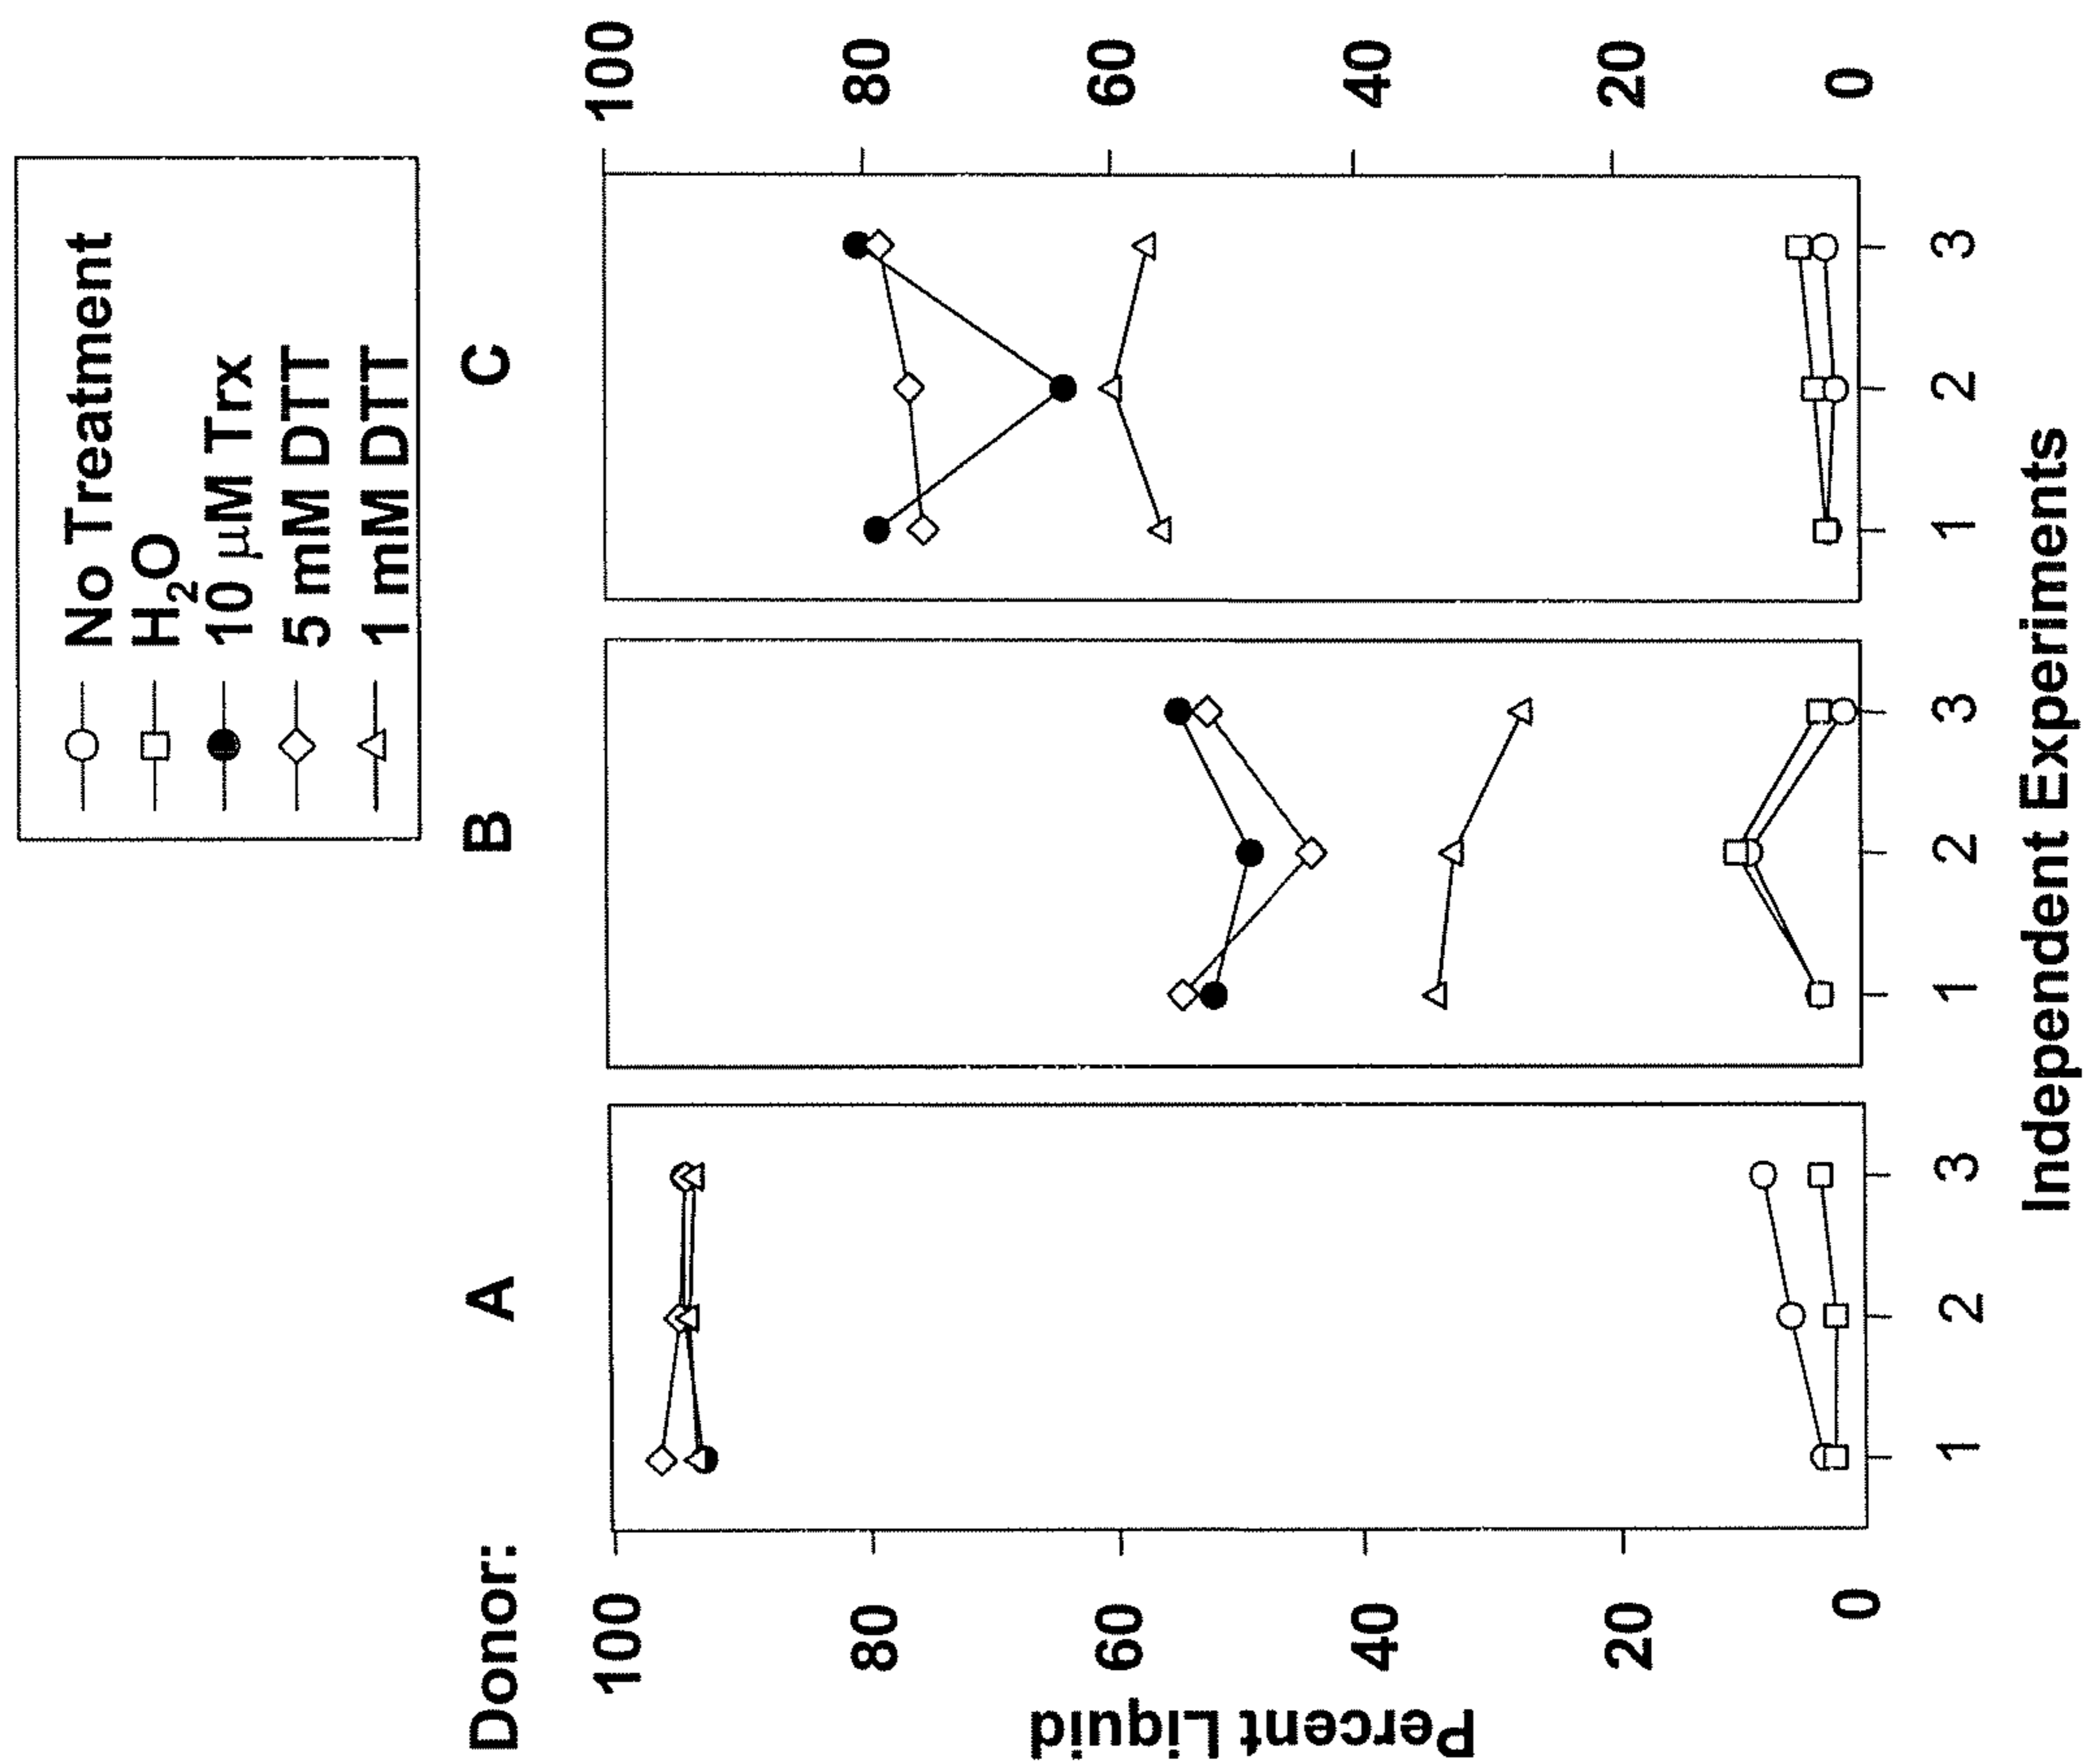 No Treatment
H₂O
10 μM Trx
5 mM DTT
1 mM DTT
Donor: A B C
Percent Liquid
100
80
60
40
20
0
100
80
60
40
20
0
1 2 3
1 2 3
1 2 3
Independent Experiments